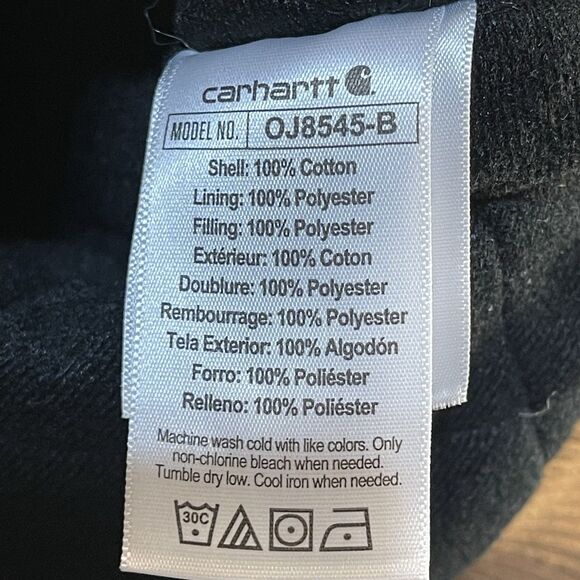 carhartt
MODEL NO. OJ8545-B
Shell: 100% Cotton
Lining: 100% Polyester
Filling: 100% Polyester
Extérieur: 100% Coton
Doublure: 100% Polyester
Rembourrage: 100% Polyester
Tela Exterior: 100% Algodón
Forro: 100% Poliéster
Relleno: 100% Poliéster
Machine wash cold with like colors. Only
non-chlorine bleach when needed.
Tumble dry low. Cool iron when needed.
30C